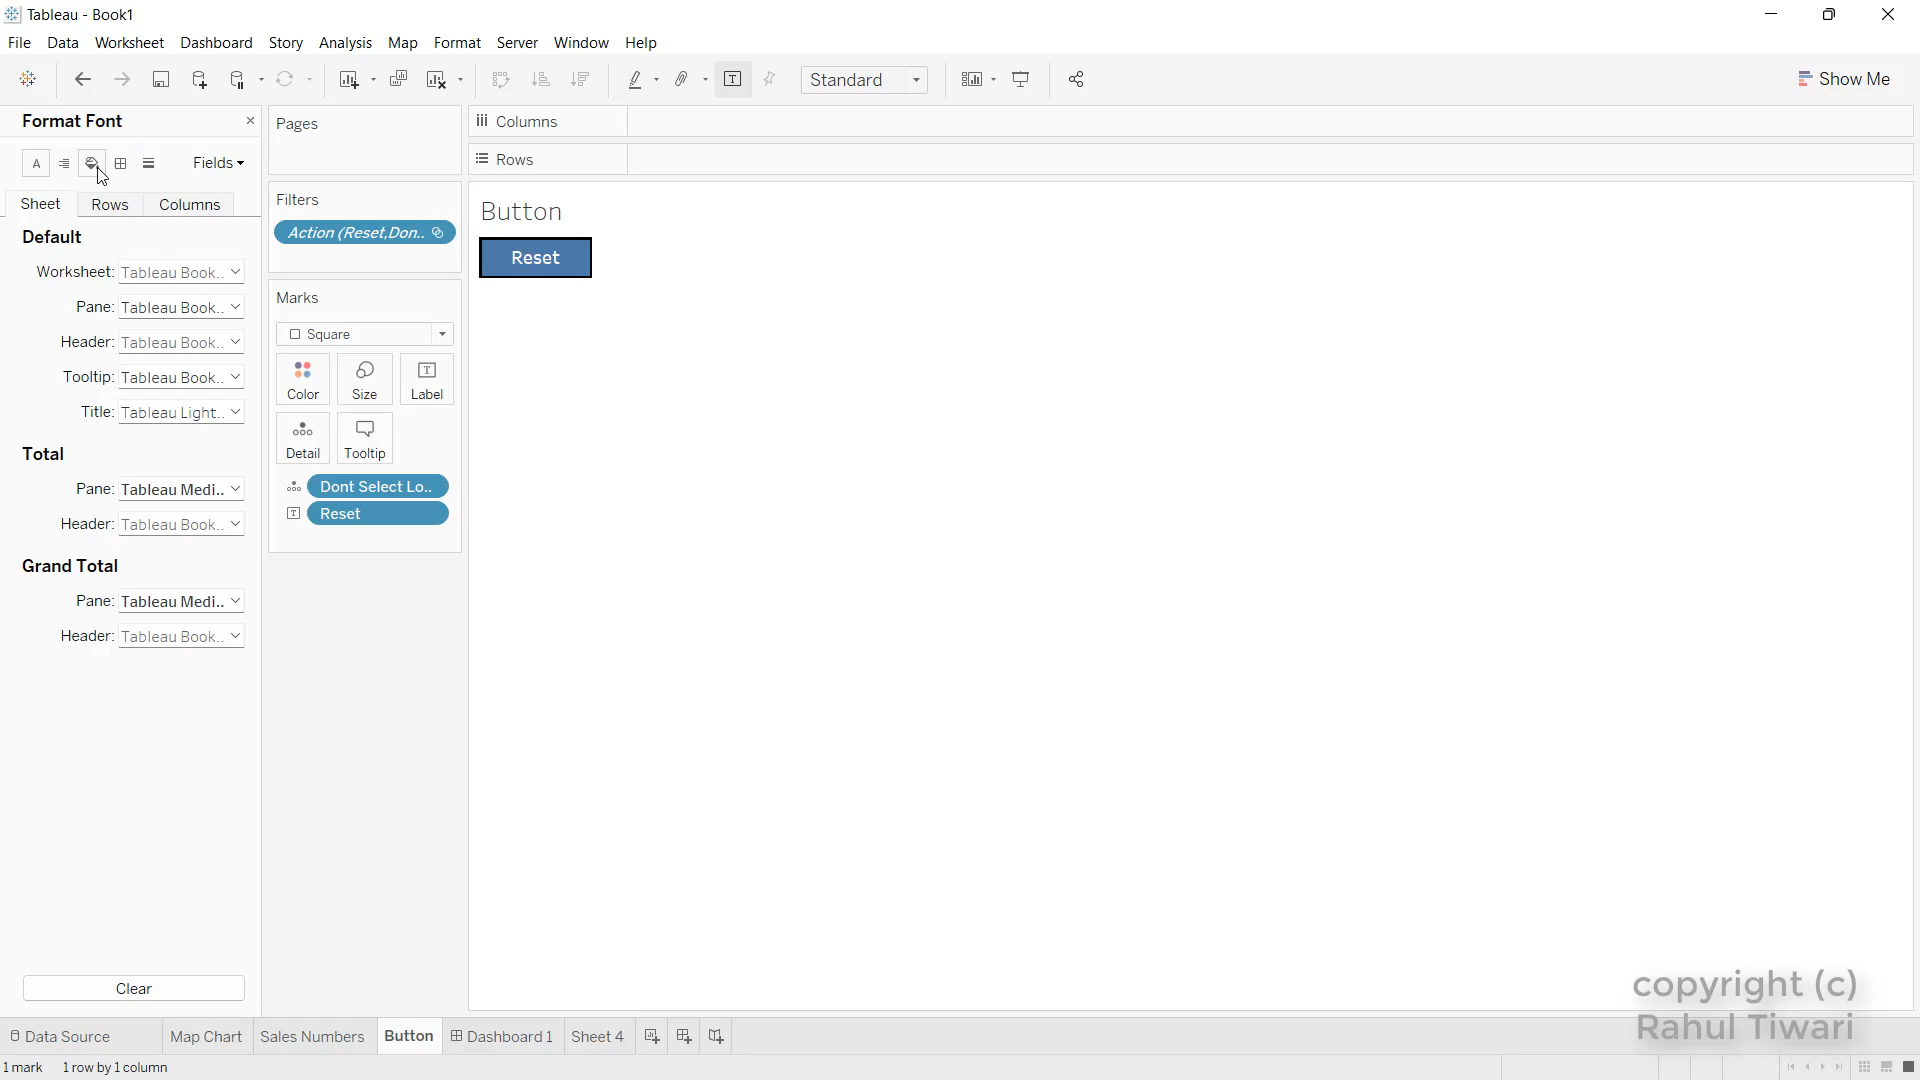 Tableau - Book1
File Data Worksheet Dashboard Story Analysis Map Format Server Window Help
Standard
Show Me
Format Font
Fields
Sheet Rows Columns
Default
Worksheet: Tableau Book..
Pane: Tableau Book..
Header: Tableau Book..
Tooltip: Tableau Book..
Title: Tableau Light..
Total
Pane: Tableau Medi..
Header: Tableau Book..
Grand Total
Pane: Tableau Medi..
Header: Tableau Book..
Clear
Pages
Filters
Action (Reset,Don..
Marks
Square
Color Size Label
Detail Tooltip
Dont Select Lo..
Reset
Columns
Rows
Button
Reset
copyright (c)
Rahul Tiwari
Data Source Map Chart Sales Numbers Button Dashboard 1 Sheet 4
1 mark 1 row by 1 column